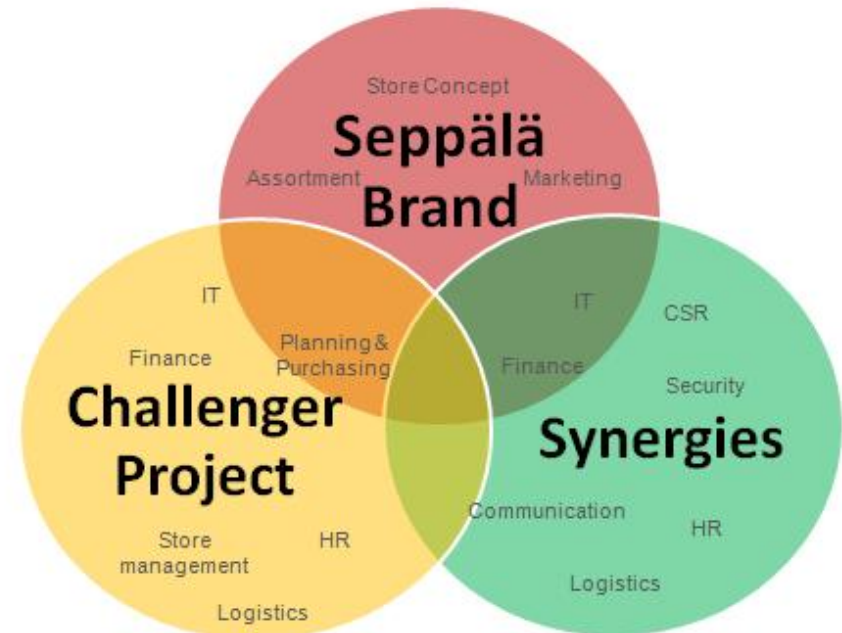 Store Concept
Seppälä
Assortment
Marketing
Brand
IT
Finance
Planning &
Purchasing
Challenger
Project
Store
management
HR
Logistics
IT
CSR
Finance
Security
Synergies
Communication
HR
Logistics